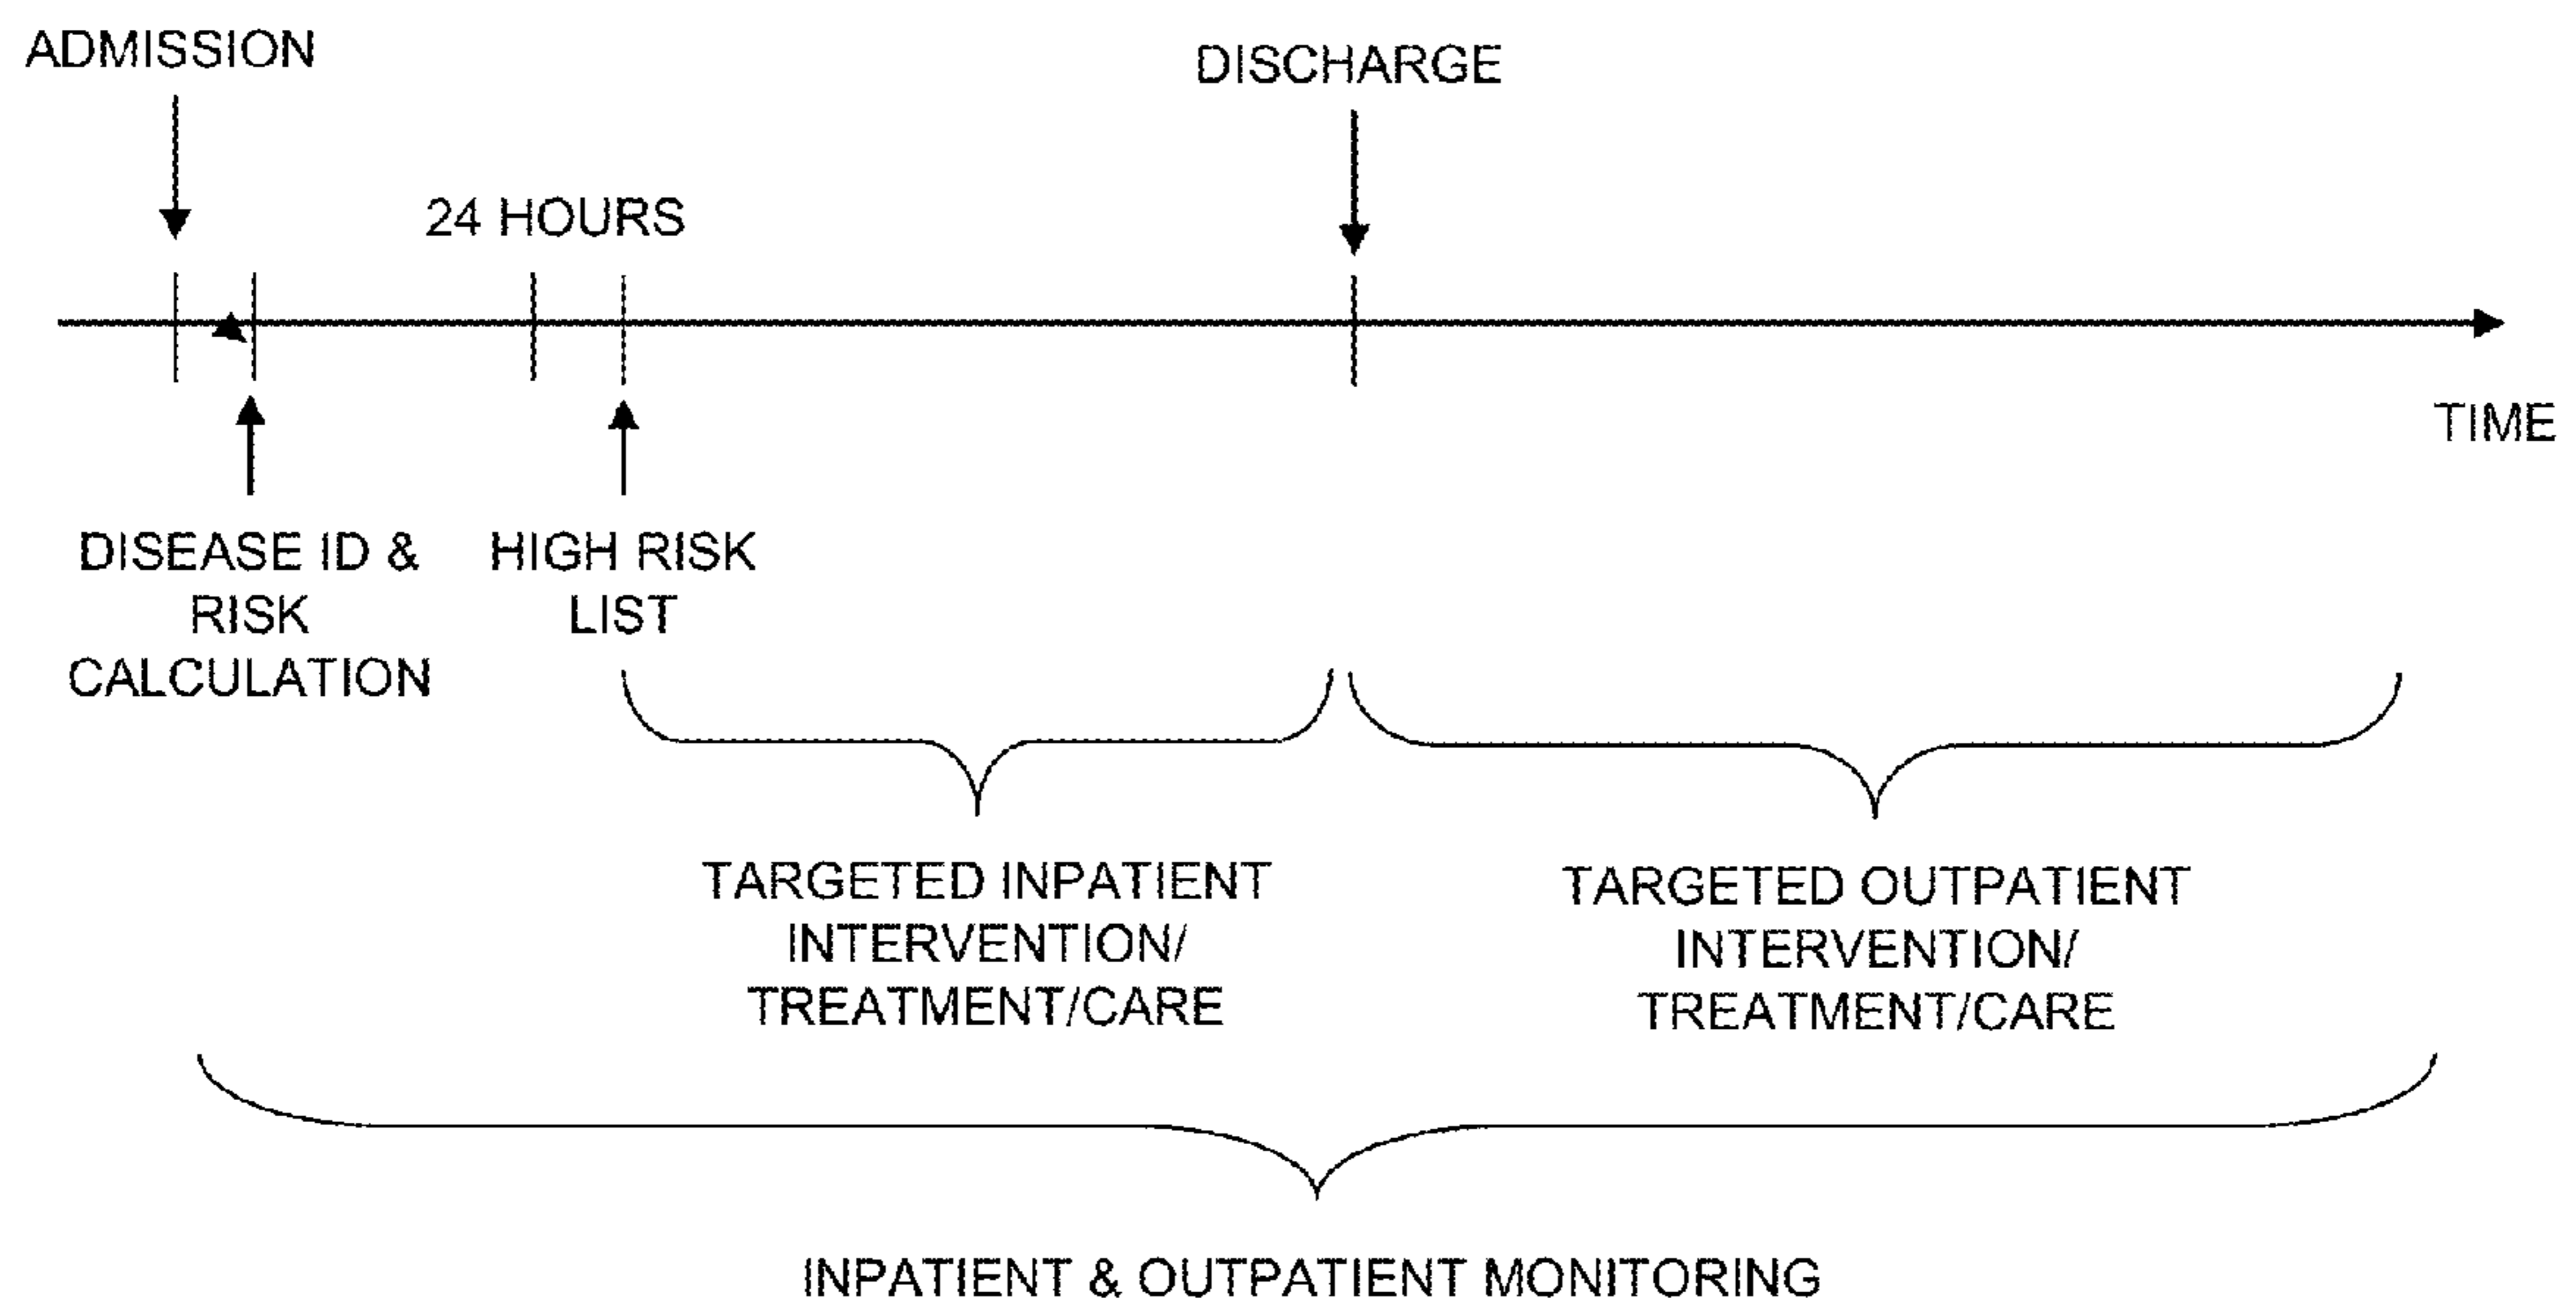 ADMISSION
DISCHARGE
24 HOURS
TIME
DISEASE ID &
RISK
CALCULATION
HIGH RISK
LIST
TARGETED INPATIENT
INTERVENTION/
TREATMENT/CARE
TARGETED OUTPATIENT
INTERVENTION/
TREATMENT/CARE
INPATIENT & OUTPATIENT MONITORING